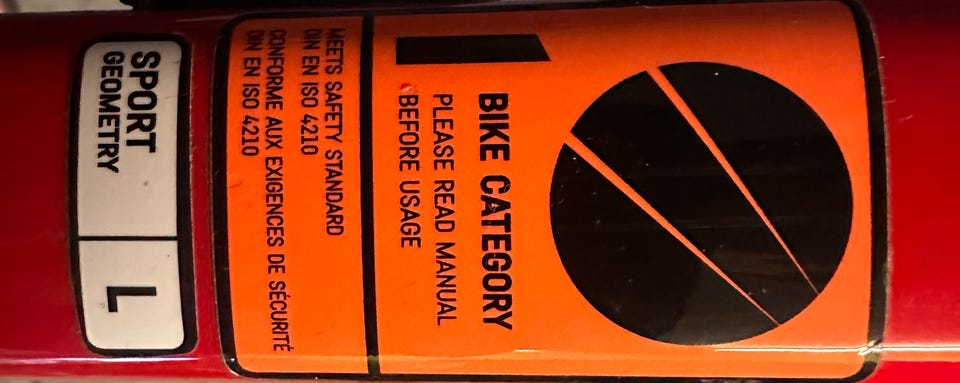 1
BIKE CATEGORY
PLEASE READ MANUAL
BEFORE USAGE
MEETS SAFETY STANDARD
DIN EN ISO 4210
CONFORME AUX EXIGENCES DE SÉCURITÉ
DIN EN ISO 4210
SPORT
GEOMETRY
L